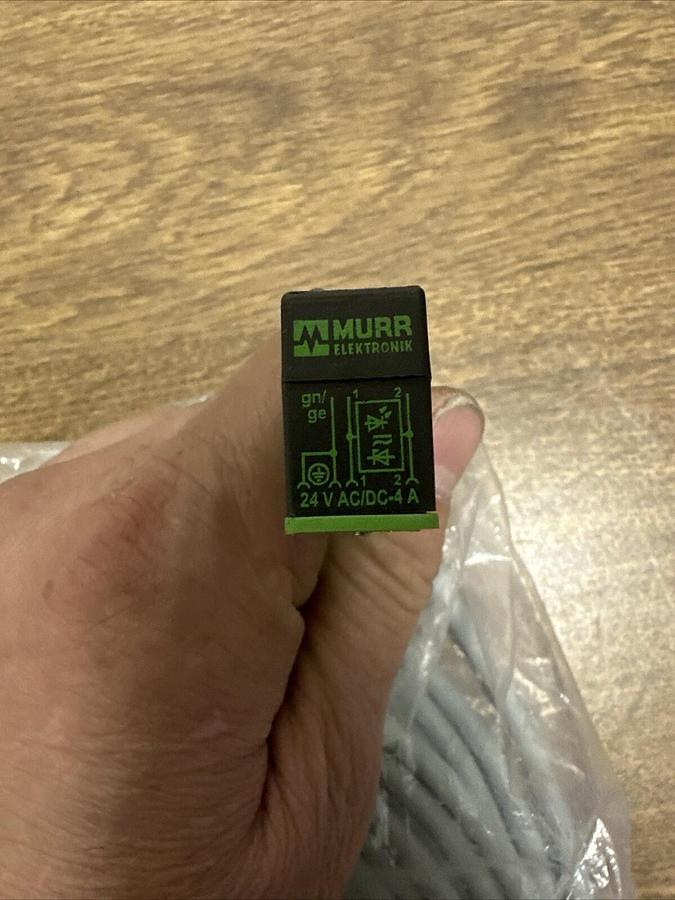 MURR
ELEKTRONIK
gn/ 1 2
ge
1 2
24 V AC/DC-4 A